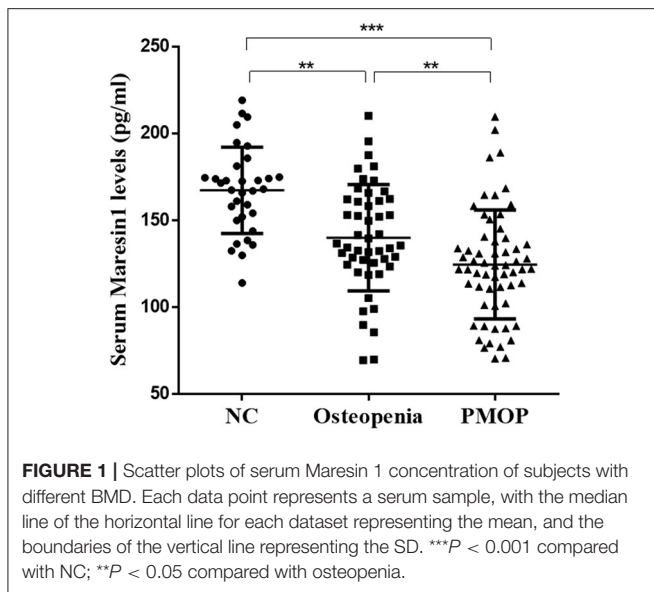 ***
** **
250
200
150
100
50
Serum Maresin1 levels (pg/ml)
NC Osteopenia PMOP
FIGURE 1 | Scatter plots of serum Maresin 1 concentration of subjects with
different BMD. Each data point represents a serum sample, with the median
line of the horizontal line for each dataset representing the mean, and the
boundaries of the vertical line representing the SD. ***P < 0.001 compared
with NC; **P < 0.05 compared with osteopenia.